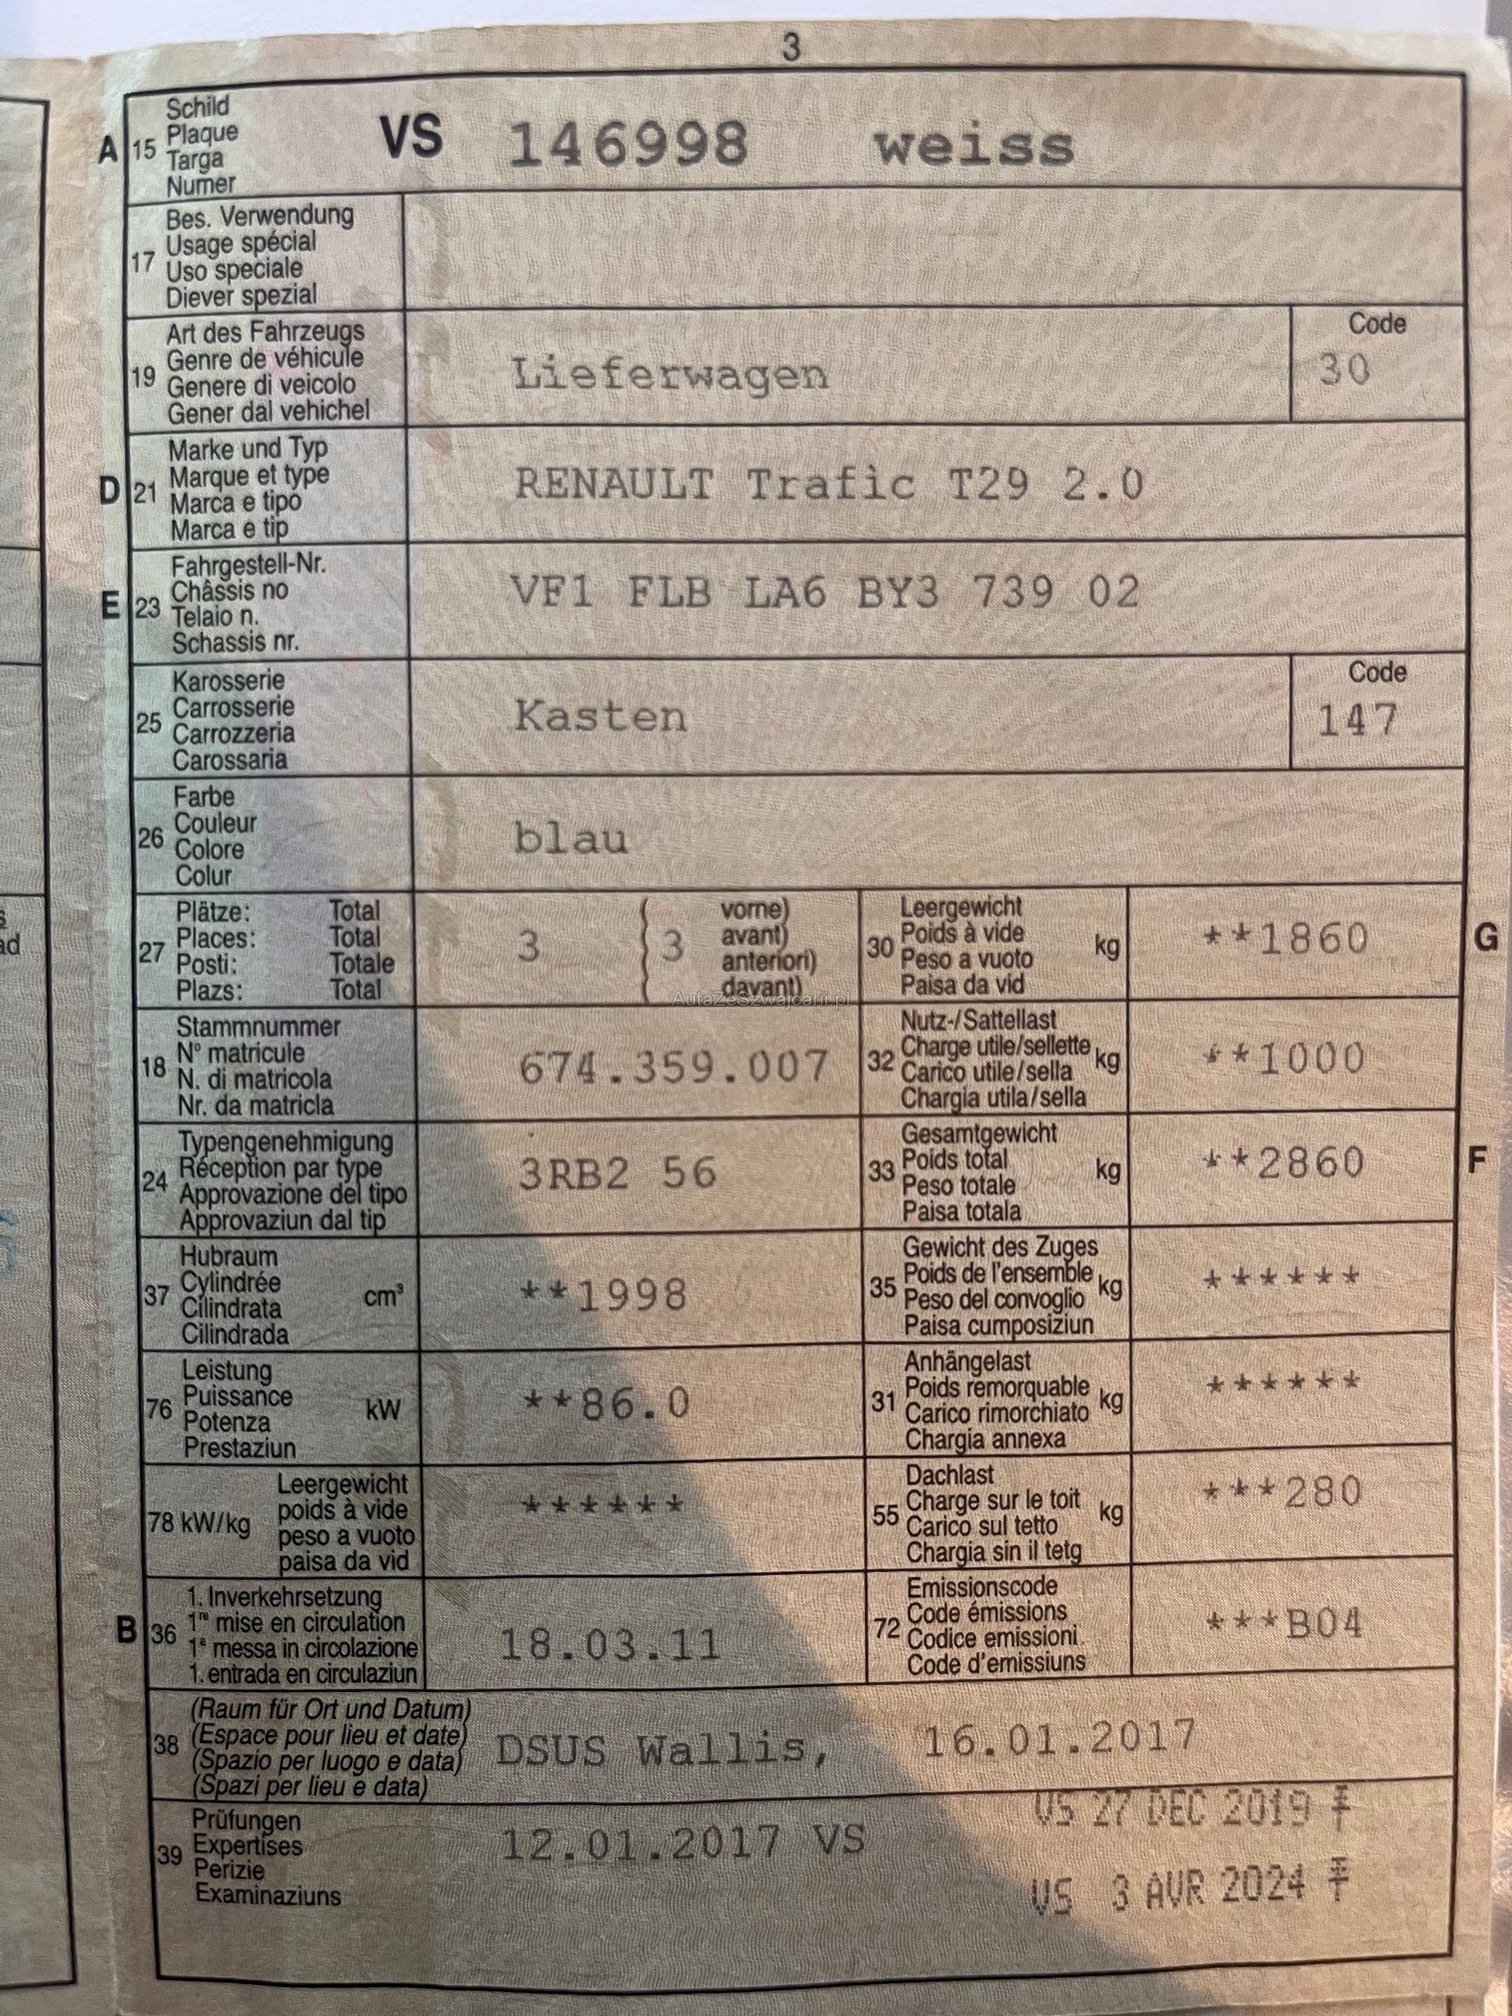 3
A 15 Schild
Plaque
Targa
Numer
VS 146998 weiss
17 Bes. Verwendung
Usage spécial
Uso speciale
Diever spezial
19 Art des Fahrzeugs
Genre de véhicule
Genere di veicolo
Gener dal vehichel
Lieferwagen
Code
30
D 21 Marke und Typ
Marque et type
Marca e tipo
Marca e tip
RENAULT Trafic T29 2.0
E 23 Fahrgestell-Nr.
Châssis no
Telaio n.
Schassis nr.
VF1 FLB LA6 BY3 739 02
25 Karosserie
Carrosserie
Carrozzeria
Carossaria
Kasten
Code
147
26 Farbe
Couleur
Colore
Colur
blau
27 Plätze: Total
Places: Total
Posti: Totale
Plazs: Total
3 { 3 vorne)
avant)
anteriori)
davant)
30 Leergewicht
Poids à vide
Peso a vuoto
Paisa da vid
kg **1860 G
AutaZeSzwajcarii.pl
18 Stammnummer
N° matricule
N. di matricola
Nr. da matricla
674.359.007
32 Nutz-/Sattellast
Charge utile/sellette
Carico utile/sella
Chargia utila/sella
kg **1000
24 Typengenehmigung
Réception par type
Approvazione del tipo
Approvaziun dal tip
3RB2 56
33 Gesamtgewicht
Poids total
Peso totale
Paisa totala
kg **2860 F
37 Hubraum
Cylindrée
Cilindrata
Cilindrada
cm³ **1998
35 Gewicht des Zuges
Poids de l'ensemble
Peso del convoglio
Paisa cumposiziun
kg ******
76 Leistung
Puissance
Potenza
Prestaziun
kW **86.0
31 Anhängelast
Poids remorquable
Carico rimorchiato
Chargia annexa
kg ******
78 kW/kg Leergewicht
poids à vide
peso a vuoto
paisa da vid
******
55 Dachlast
Charge sur le toit
Carico sul tetto
Chargia sin il tetg
kg ***280
B 36 1. Inverkehrsetzung
1re mise en circulation
1a messa in circolazione
1. entrada en circulaziun
18.03.11
72 Emissionscode
Code émissions
Codice emissioni
Code d'emissiuns
***B04
38 (Raum für Ort und Datum)
(Espace pour lieu et date)
(Spazio per luogo e data)
(Spazi per lieu e data)
DSUS Wallis, 16.01.2017
39 Prüfungen
Expertises
Perizie
Examinaziuns
12.01.2017 VS
VS 27 DEC 2019
VS 3 AVR 2024